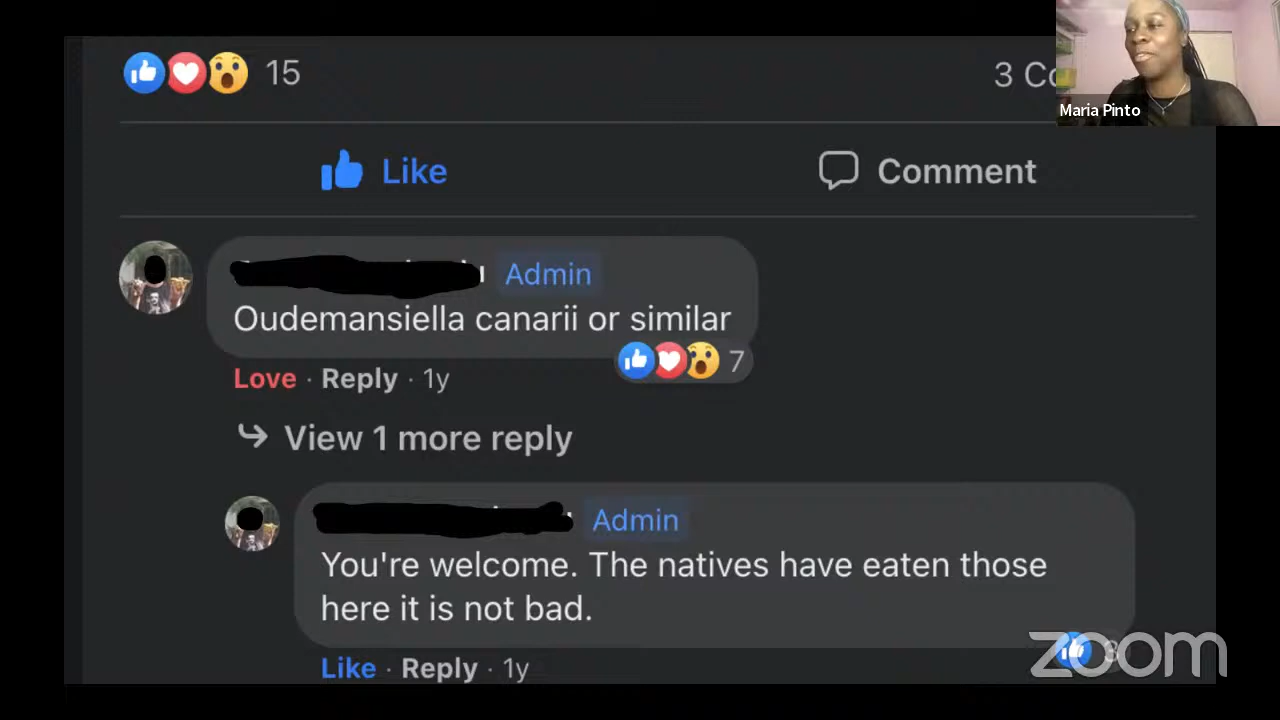 15
3 Co
Maria Pinto
Like
Comment
Admin
Oudemansiella canarii or similar
7
Love · Reply · 1y
View 1 more reply
Admin
You're welcome. The natives have eaten those
here it is not bad.
3
Like · Reply · 1y
zoom